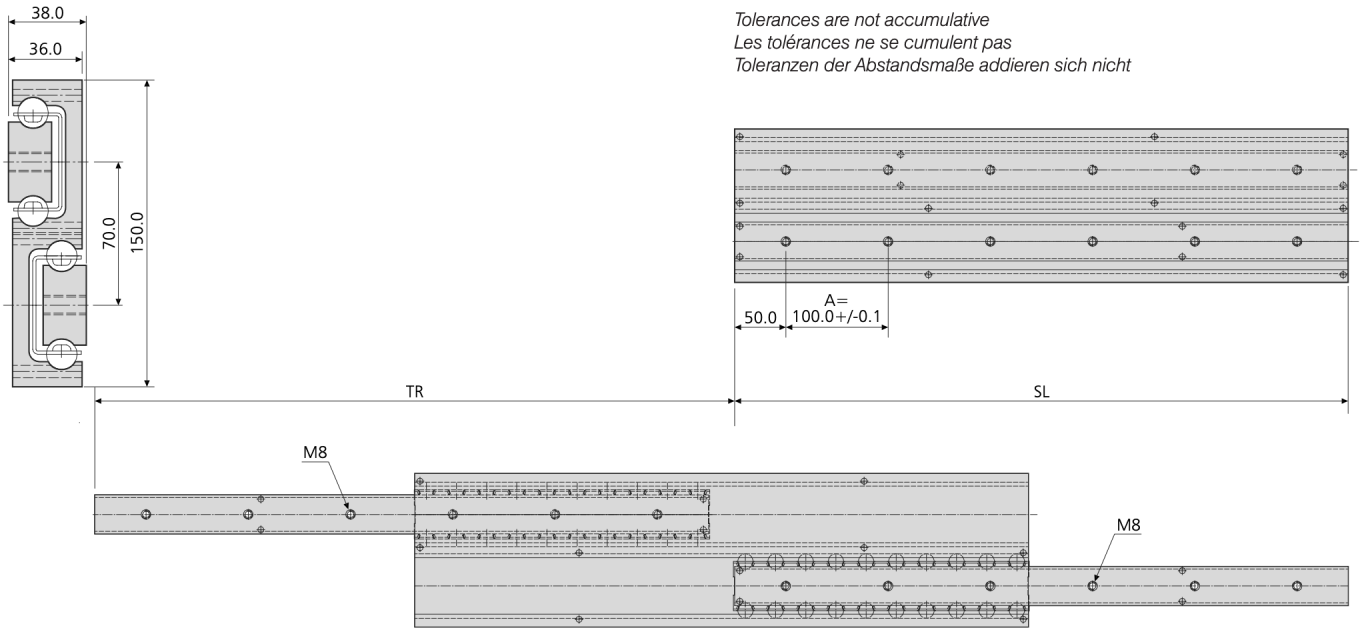 38.0
36.0
Tolerances are not accumulative
Les tolérances ne se cumulent pas
Toleranzen der Abstandsmaße addieren sich nicht
70.0
150.0
A=
50.0
100.0+/-0.1
TR
SL
M8
M8